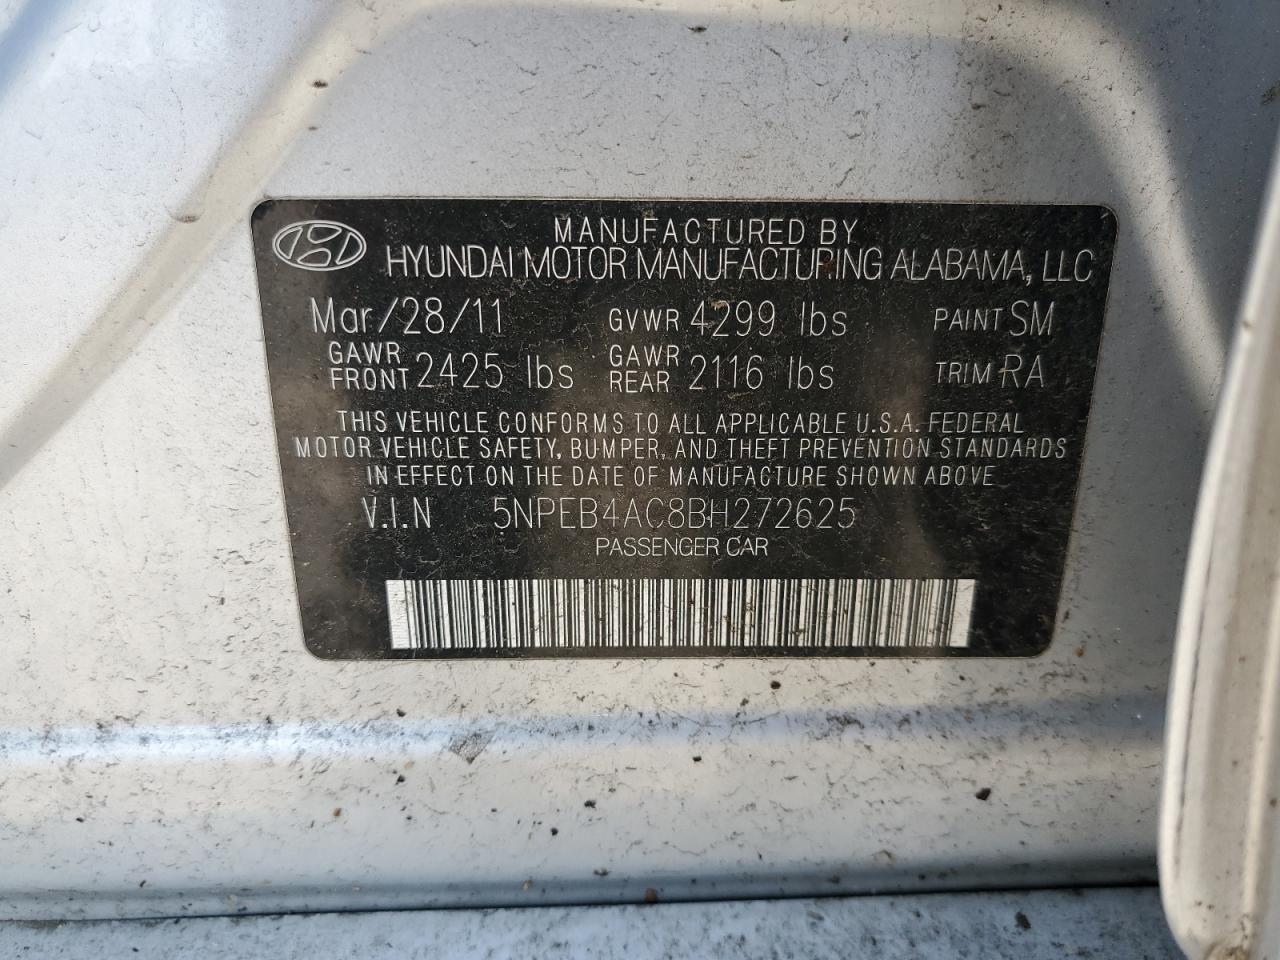 MANUFACTURED BY
HYUNDAI MOTOR MANUFACTURING ALABAMA, LLC
Mar/28/11 GVWR 4299 lbs PAINT SM
GAWR FRONT 2425 lbs GAWR REAR 2116 lbs TRIM RA
THIS VEHICLE CONFORMS TO ALL APPLICABLE U.S.A. FEDERAL
MOTOR VEHICLE SAFETY, BUMPER, AND THEFT PREVENTION STANDARDS
IN EFFECT ON THE DATE OF MANUFACTURE SHOWN ABOVE
V.I.N 5NPEB4AC8BH272625
PASSENGER CAR